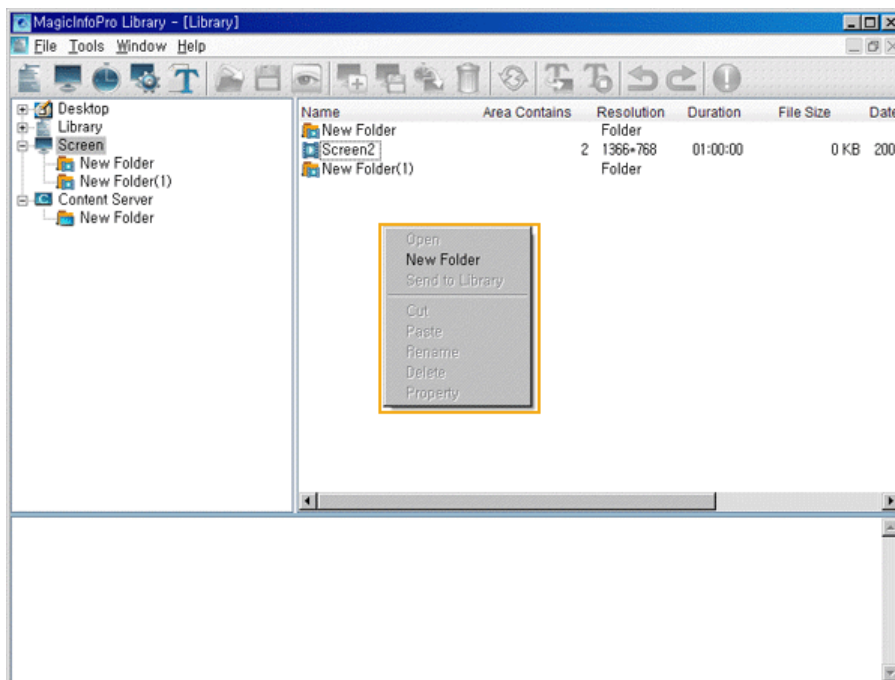 MagicInfoPro Library - [Library]
File Tools Window Help
Desktop
Library
Screen
New Folder
New Folder(1)
Content Server
New Folder
Name Area Contains Resolution Duration File Size Date
New Folder Folder
Screen2 2 1366*768 01:00:00 0 KB 200
New Folder(1) Folder
Open
New Folder
Send to Library
Cut
Paste
Rename
Delete
Property